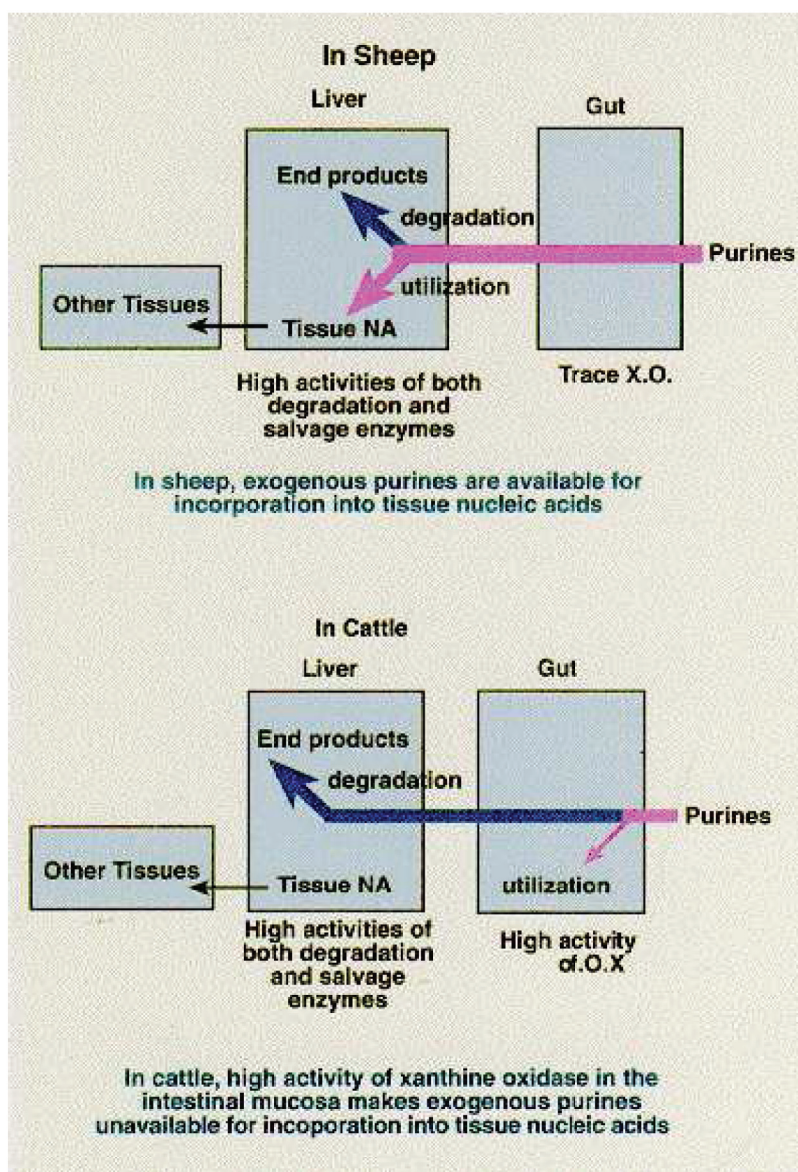 In Sheep
Liver
Gut
End products
degradation
Purines
utilization
Other Tissues
Tissue NA
Trace X.O.
High activities of both
degradation and
salvage enzymes
In sheep, exogenous purines are available for
incorporation into tissue nucleic acids
In Cattle
Liver
Gut
End products
degradation
Purines
Other Tissues
Tissue NA
utilization
High activities of
both degradation
and salvage
enzymes
High activity
of.O.X
In cattle, high activity of xanthine oxidase in the
intestinal mucosa makes exogenous purines
unavailable for incoporation into tissue nucleic acids